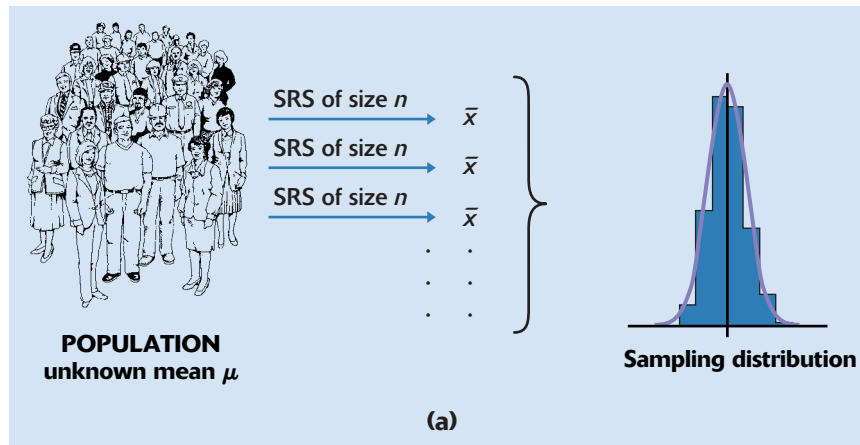 SRS of size n
x̄
SRS of size n
x̄
SRS of size n
x̄
POPULATION
unknown mean μ
Sampling distribution
(a)